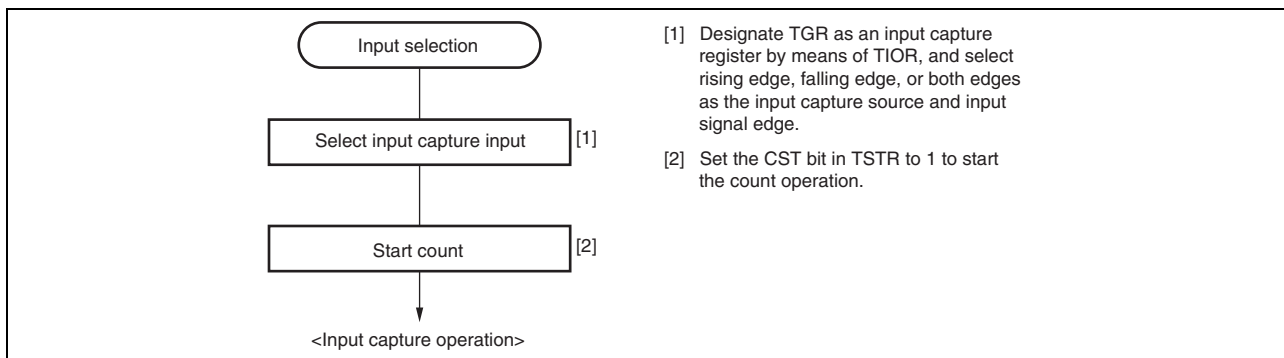 Input selection
Select input capture input
[1]
Start count
[2]
<Input capture operation>
[1] Designate TGR as an input capture
register by means of TIOR, and select
rising edge, falling edge, or both edges
as the input capture source and input
signal edge.
[2] Set the CST bit in TSTR to 1 to start
the count operation.